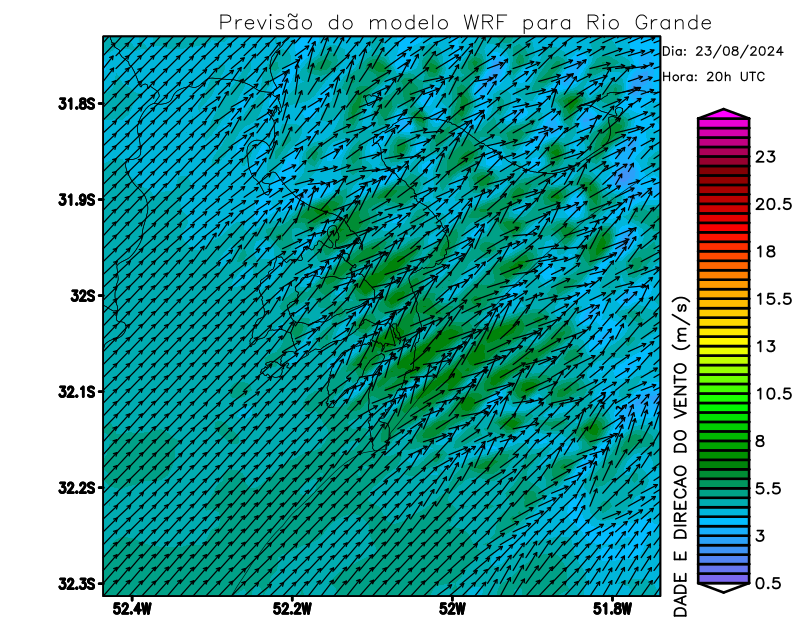 Previsão do modelo WRF para Rio Grande
Dia: 23/08/2024
Hora: 20h UTC
31.8S
31.9S
32S
32.1S
32.2S
32.3S
52.4W
52.2W
52W
51.8W
23
20.5
18
15.5
13
10.5
8
5.5
3
0.5
DADE E DIRECAO DO VENTO (m/s)